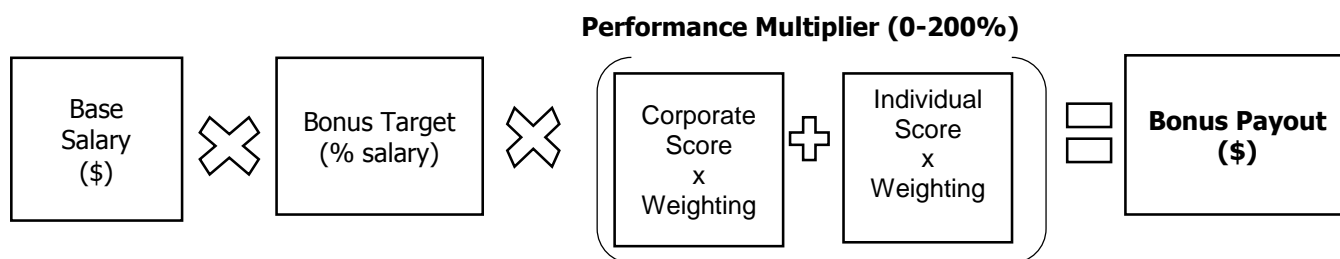 Performance Multiplier (0-200%)
Base
Salary
($)
Bonus Target
(% salary)
Corporate
Score
x
Weighting
Individual
Score
x
Weighting
Bonus Payout
($)